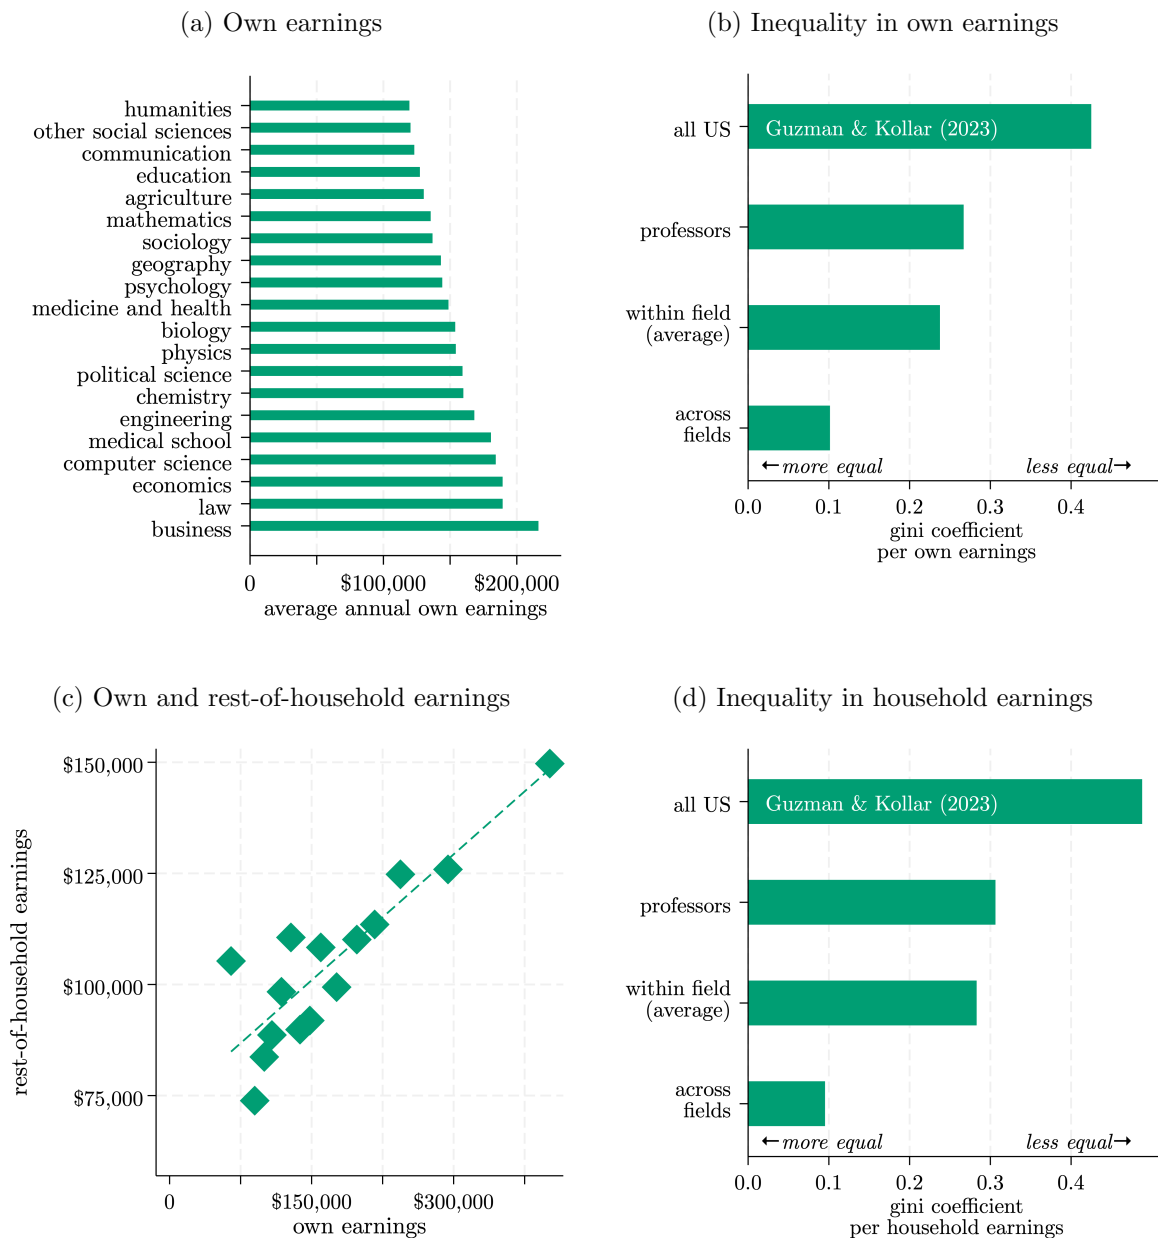 (a) Own earnings
humanities
other social sciences
communication
education
agriculture
mathematics
sociology
geography
psychology
medicine and health
biology
physics
political science
chemistry
engineering
medical school
computer science
economics
law
business
0
$100,000
$200,000
average annual own earnings
(b) Inequality in own earnings
all US
Guzman & Kollar (2023)
professors
within field
(average)
across
fields
←more equal
less equal→
0.0
0.1
0.2
0.3
0.4
gini coefficient
per own earnings
(c) Own and rest-of-household earnings
rest-of-household earnings
$150,000
$125,000
$100,000
$75,000
0
$150,000
$300,000
own earnings
(d) Inequality in household earnings
all US
Guzman & Kollar (2023)
professors
within field
(average)
across
fields
←more equal
less equal→
0.0
0.1
0.2
0.3
0.4
gini coefficient
per household earnings